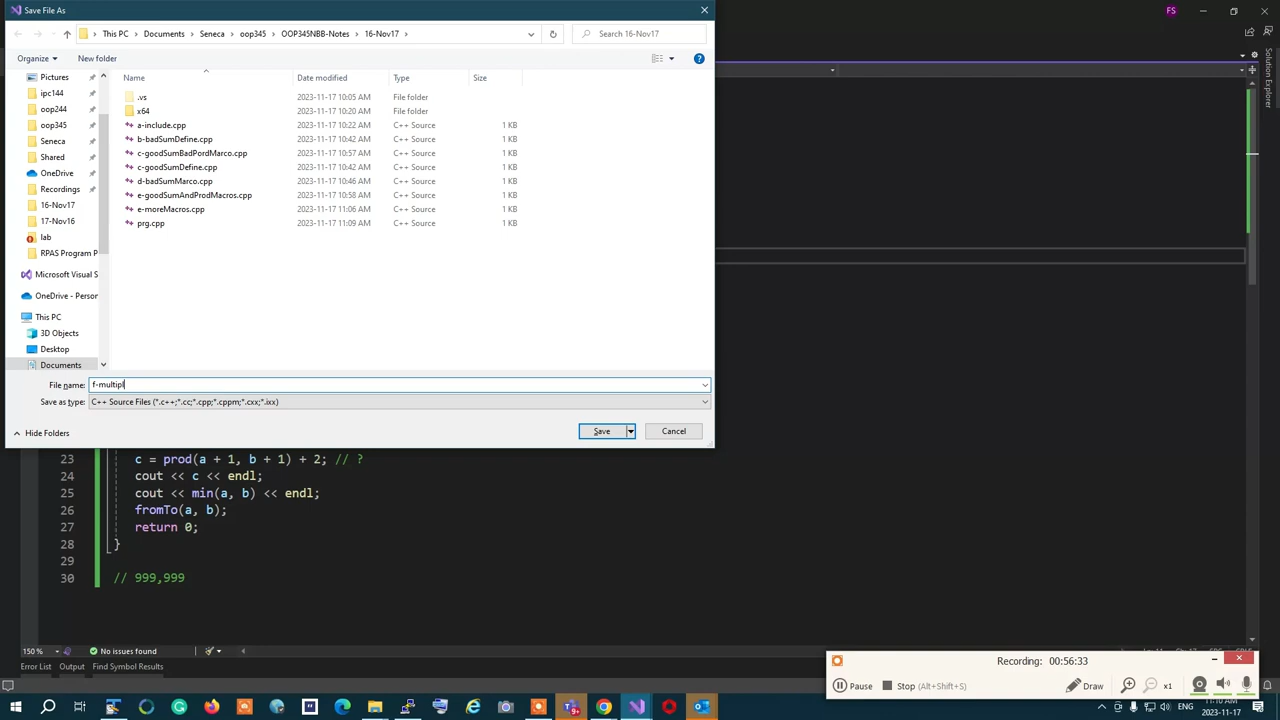 Save File As
FS
This PC > Documents > Seneca > oop345 > OOP345NBB-Notes > 16-Nov17 >
Search 16-Nov17
Organize
New folder
Solution Explorer
Pictures
ipc144
oop244
oop345
Seneca
Shared
OneDrive
Recordings
16-Nov17
17-Nov16
lab
RPAS Program P
Microsoft Visual S
OneDrive - Person
This PC
3D Objects
Desktop
Documents
Name Date modified Type Size
.vs 2023-11-17 10:05 AM File folder
x64 2023-11-17 10:20 AM File folder
a-include.cpp 2023-11-17 10:22 AM C++ Source 1 KB
b-badSumDefine.cpp 2023-11-17 10:42 AM C++ Source 1 KB
c-goodSumBadPordMarco.cpp 2023-11-17 10:57 AM C++ Source 1 KB
c-goodSumDefine.cpp 2023-11-17 10:42 AM C++ Source 1 KB
d-badSumMarco.cpp 2023-11-17 10:46 AM C++ Source 1 KB
e-goodSumAndProdMacros.cpp 2023-11-17 10:58 AM C++ Source 1 KB
e-moreMacros.cpp 2023-11-17 11:06 AM C++ Source 1 KB
prg.cpp 2023-11-17 11:09 AM C++ Source 1 KB
File name: f-multipl
Save as type: C++ Source Files (*.c++;*.cc;*.cpp;*.cppm;*.cxx;*.ixx)
Hide Folders
Save
Cancel
23 c = prod(a + 1, b + 1) + 2; // ?
24 cout << c << endl;
25 cout << min(a, b) << endl;
26 fromTo(a, b);
27 return 0;
28 }
29
30 // 999,999
150 %
No issues found
Error List Output Find Symbol Results
Recording: 00:56:33
Pause
Stop (Alt+Shift+S)
Draw
x1
ENG
11:10 AM
2023-11-17